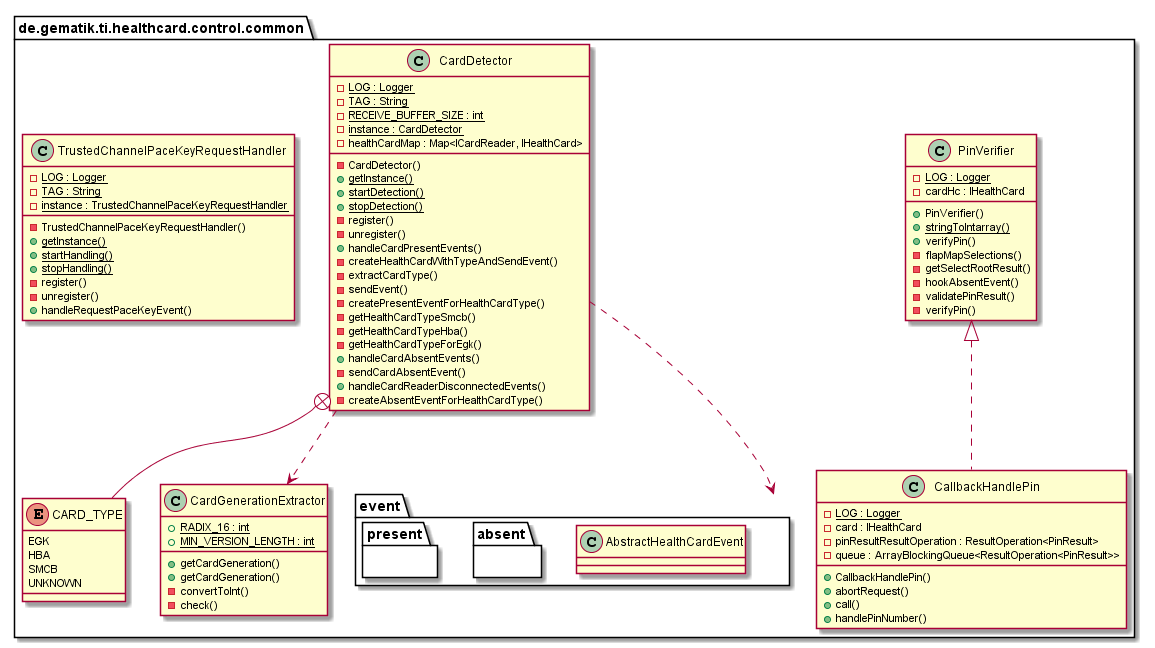 de.gematik.ti.healthcard.control.common
C CardDetector
LOG : Logger
TAG : String
RECEIVE_BUFFER_SIZE : int
instance : CardDetector
healthCardMap : Map<ICardReader, IHealthCard>
CardDetector()
getInstance()
startDetection()
stopDetection()
register()
unregister()
handleCardPresentEvents()
createHealthCardWithTypeAndSendEvent()
extractCardType()
sendEvent()
createPresentEventForHealthCardType()
getHealthCardTypeSmcb()
getHealthCardTypeHba()
getHealthCardTypeForEgk()
handleCardAbsentEvents()
sendCardAbsentEvent()
handleCardReaderDisconnectedEvents()
createAbsentEventForHealthCardType()
C TrustedChannelPaceKeyRequestHandler
LOG : Logger
TAG : String
instance : TrustedChannelPaceKeyRequestHandler
TrustedChannelPaceKeyRequestHandler()
getInstance()
startHandling()
stopHandling()
register()
unregister()
handleRequestPaceKeyEvent()
C PinVerifier
LOG : Logger
cardHc : IHealthCard
PinVerifier()
stringToIntarray()
verifyPin()
flapMapSelections()
getSelectRootResult()
hookAbsentEvent()
validatePinResult()
verifyPin()
E CARD_TYPE
EGK
HBA
SMCB
UNKNOWN
C CardGenerationExtractor
RADIX_16 : int
MIN_VERSION_LENGTH : int
getCardGeneration()
getCardGeneration()
convertToInt()
check()
event
present
absent
C AbstractHealthCardEvent
C CallbackHandlePin
LOG : Logger
card : IHealthCard
pinResultResultOperation : ResultOperation<PinResult>
queue : ArrayBlockingQueue<ResultOperation<PinResult>>
CallbackHandlePin()
abortRequest()
call()
handlePinNumber()